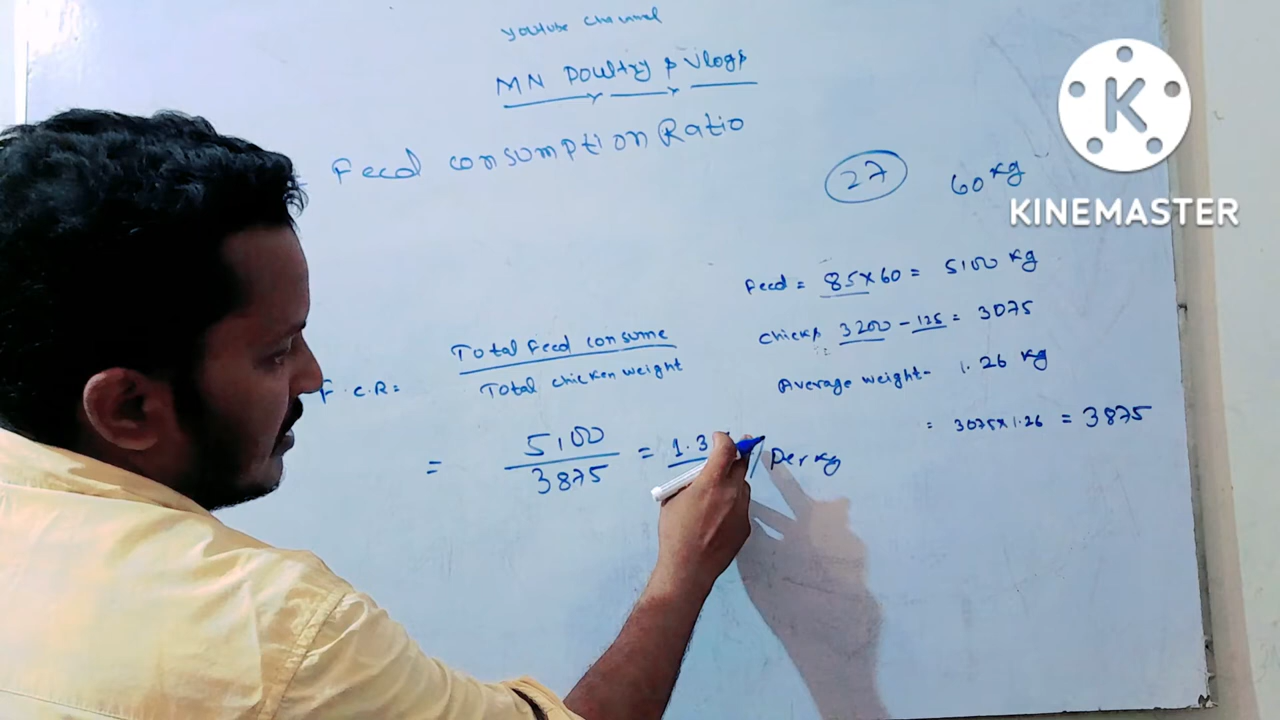 youtube channel
MN Poultry & Vlogs
Feed consumption Ratio
27
60 kg
K
KINEMASTER
Feed = 85x60 = 5100 kg
chicks 3200 - 125 = 3075
Average weight - 1.26 kg
= 3075x1.26 = 3875
F.C.R = Total Feed consume
Total chicken weight
= 5100
3875
= 1.3
Per kg